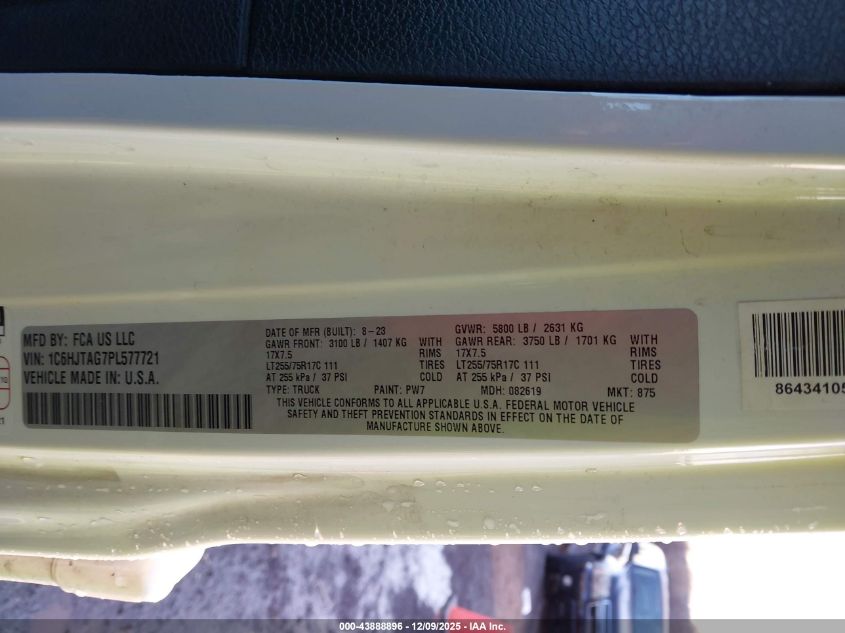 MFD BY: FCA US LLC
VIN: 1C6HJTAG7PL577721
VEHICLE MADE IN: U.S.A.
DATE OF MFR (BUILT): 8-23
GAWR FRONT: 3100 LB / 1407 KG WITH
17X7.5 RIMS
LT255/75R17C 111 TIRES
AT 255 kPa / 37 PSI COLD
TYPE: TRUCK PAINT: PW7
GVWR: 5800 LB / 2631 KG
GAWR REAR: 3750 LB / 1701 KG WITH
17X7.5 RIMS
LT255/75R17C 111 TIRES
AT 255 kPa / 37 PSI COLD
MDH: 082619 MKT: 875
THIS VEHICLE CONFORMS TO ALL APPLICABLE U.S.A. FEDERAL MOTOR VEHICLE
SAFETY AND THEFT PREVENTION STANDARDS IN EFFECT ON THE DATE OF
MANUFACTURE SHOWN ABOVE.
86434105
000-43888896 - 12/09/2025 - IAA Inc.